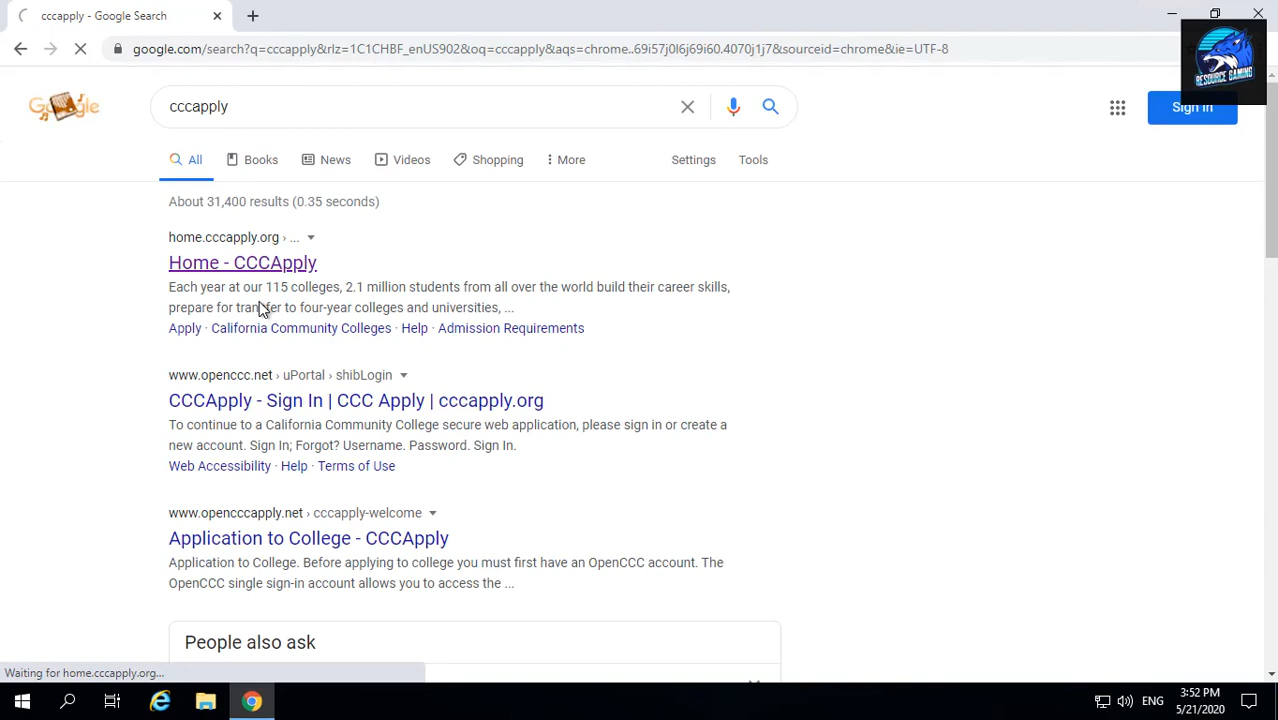 cccapply - Google Search
google.com/search?q=cccapply&rlz=1C1CHBF_enUS902&oq=cccapply&aqs=chrome..69i57j0l6j69i60.4070j1j7&sourceid=chrome&ie=UTF-8
RESOURCE GAMING
Google
cccapply
Sign in
All Books News Videos Shopping More Settings Tools
About 31,400 results (0.35 seconds)
home.cccapply.org › ...
Home - CCCApply
Each year at our 115 colleges, 2.1 million students from all over the world build their career skills,
prepare for transfer to four-year colleges and universities, ...
Apply · California Community Colleges · Help · Admission Requirements
www.openccc.net › uPortal › shibLogin
CCCApply - Sign In | CCC Apply | cccapply.org
To continue to a California Community College secure web application, please sign in or create a
new account. Sign In; Forgot? Username. Password. Sign In.
Web Accessibility · Help · Terms of Use
www.opencccapply.net › cccapply-welcome
Application to College - CCCApply
Application to College. Before applying to college you must first have an OpenCCC account. The
OpenCCC single sign-in account allows you to access the ...
People also ask
Waiting for home.cccapply.org...
ENG
3:52 PM
5/21/2020